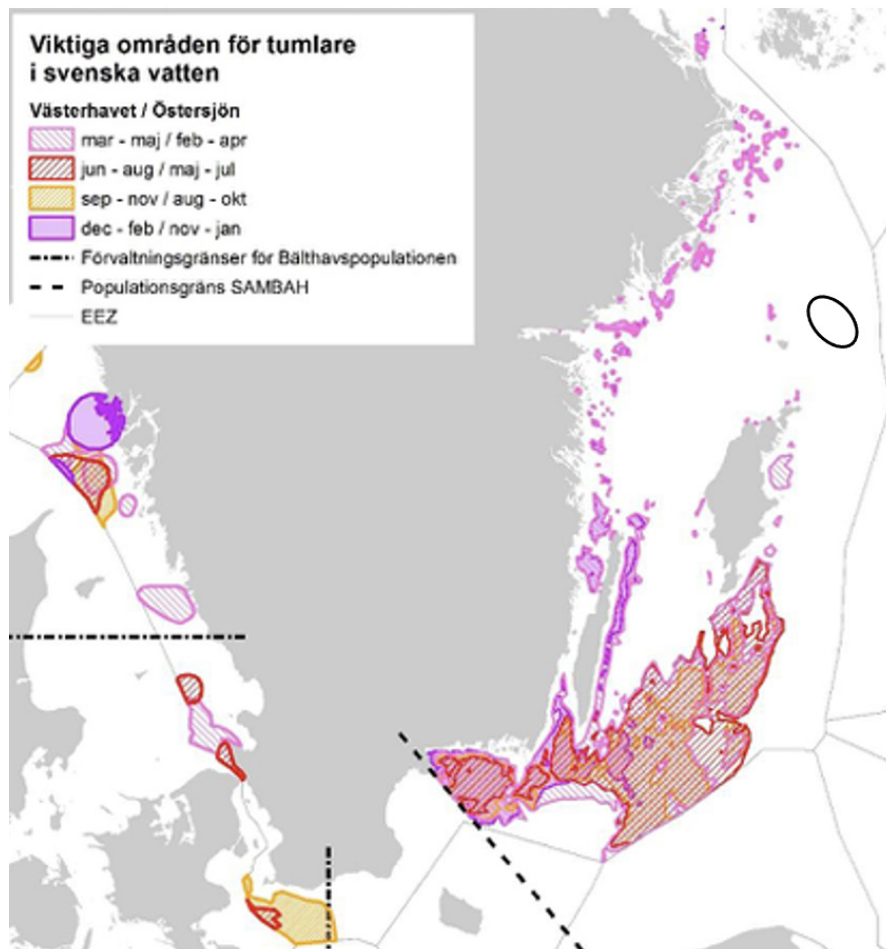 Viktiga områden för tumlare
i svenska vatten
Västerhavet / Östersjön
mar - maj / feb - apr
jun - aug / maj - jul
sep - nov / aug - okt
dec - feb / nov - jan
Förvaltningsgränser för Bälthavspopulationen
Populationsgräns SAMBAH
EEZ